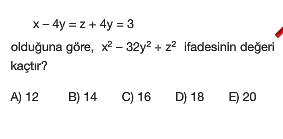 x – 4y = z + 4y = 3
olduğuna göre, x² – 32y² + z² ifadesinin değeri
kaçtır?
A) 12 B) 14 C) 16 D) 18 E) 20